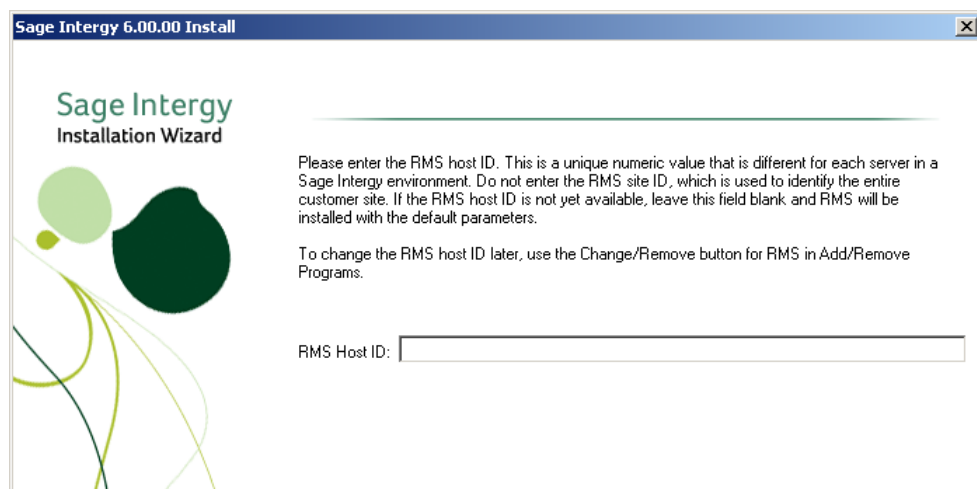 Sage Intergy 6.00.00 Install
Sage Intergy
Installation Wizard
Please enter the RMS host ID. This is a unique numeric value that is different for each server in a
Sage Intergy environment. Do not enter the RMS site ID, which is used to identify the entire
customer site. If the RMS host ID is not yet available, leave this field blank and RMS will be
installed with the default parameters.
To change the RMS host ID later, use the Change/Remove button for RMS in Add/Remove
Programs.
RMS Host ID: